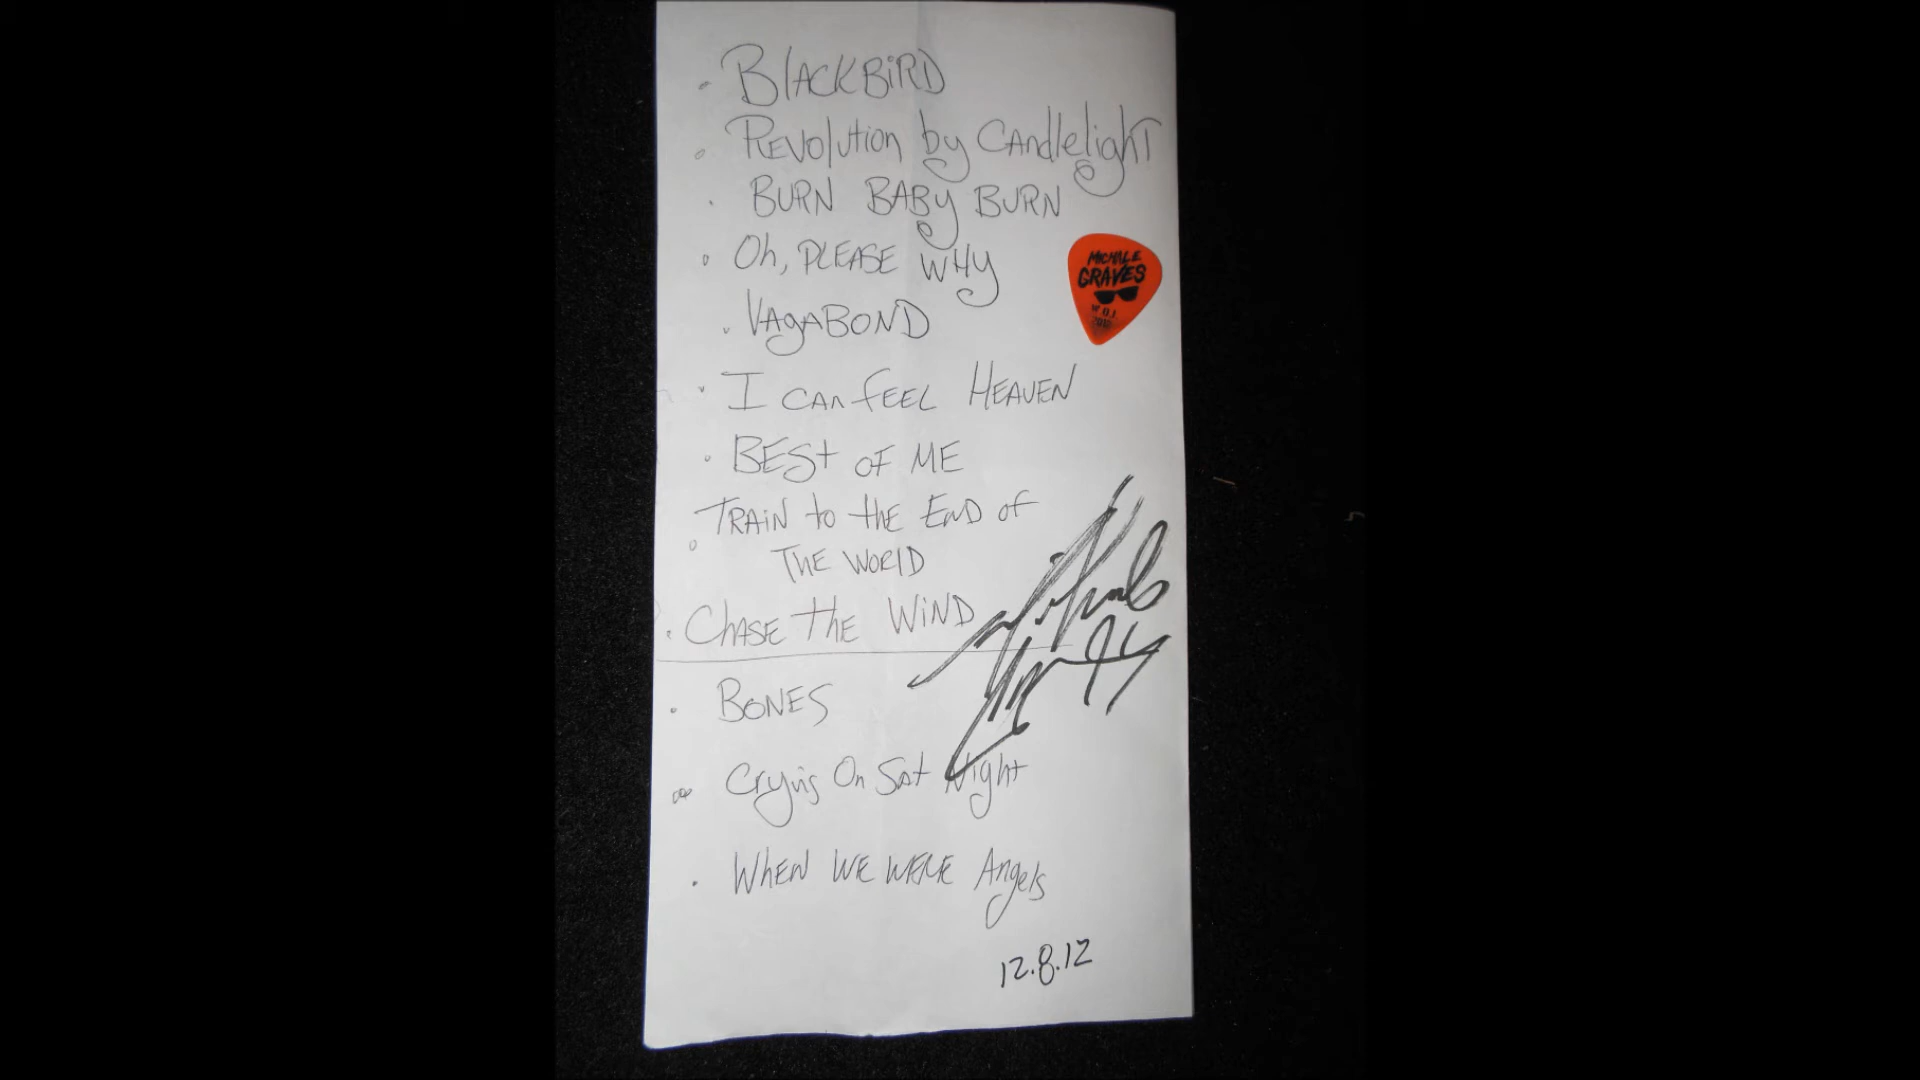 BlackBiRD
Revolution by Candlelight
BURN BABy BURN
Oh, PLEASE WHy
MICHALE
GRAVES
W.O.I.
2012
VAgABOND
I CAn fEEL HEAVEN
BESt OF ME
TRAiN to thE END of
THE WORlD
ChASE thE WiND
BONES
Crying On Sat Night
WhEN WE WERE Angels
12.8.12